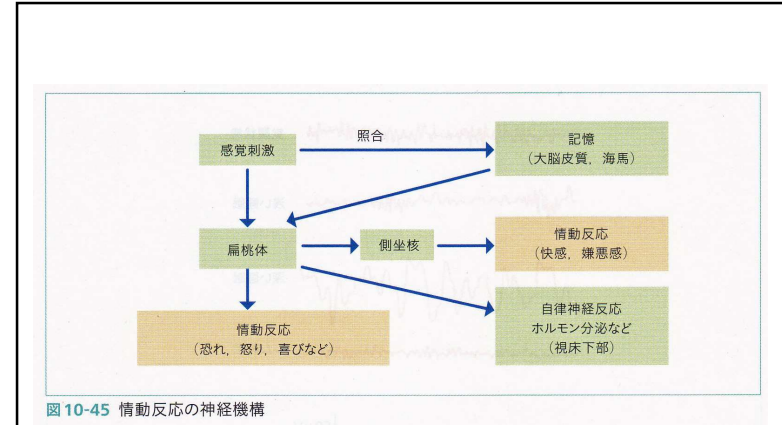 感覚刺激
照合
記憶
（大脳皮質，海馬）
扁桃体
側坐核
情動反応
（快感，嫌悪感）
情動反応
（恐れ，怒り，喜びなど）
自律神経反応
ホルモン分泌など
（視床下部）
図10-45 情動反応の神経機構